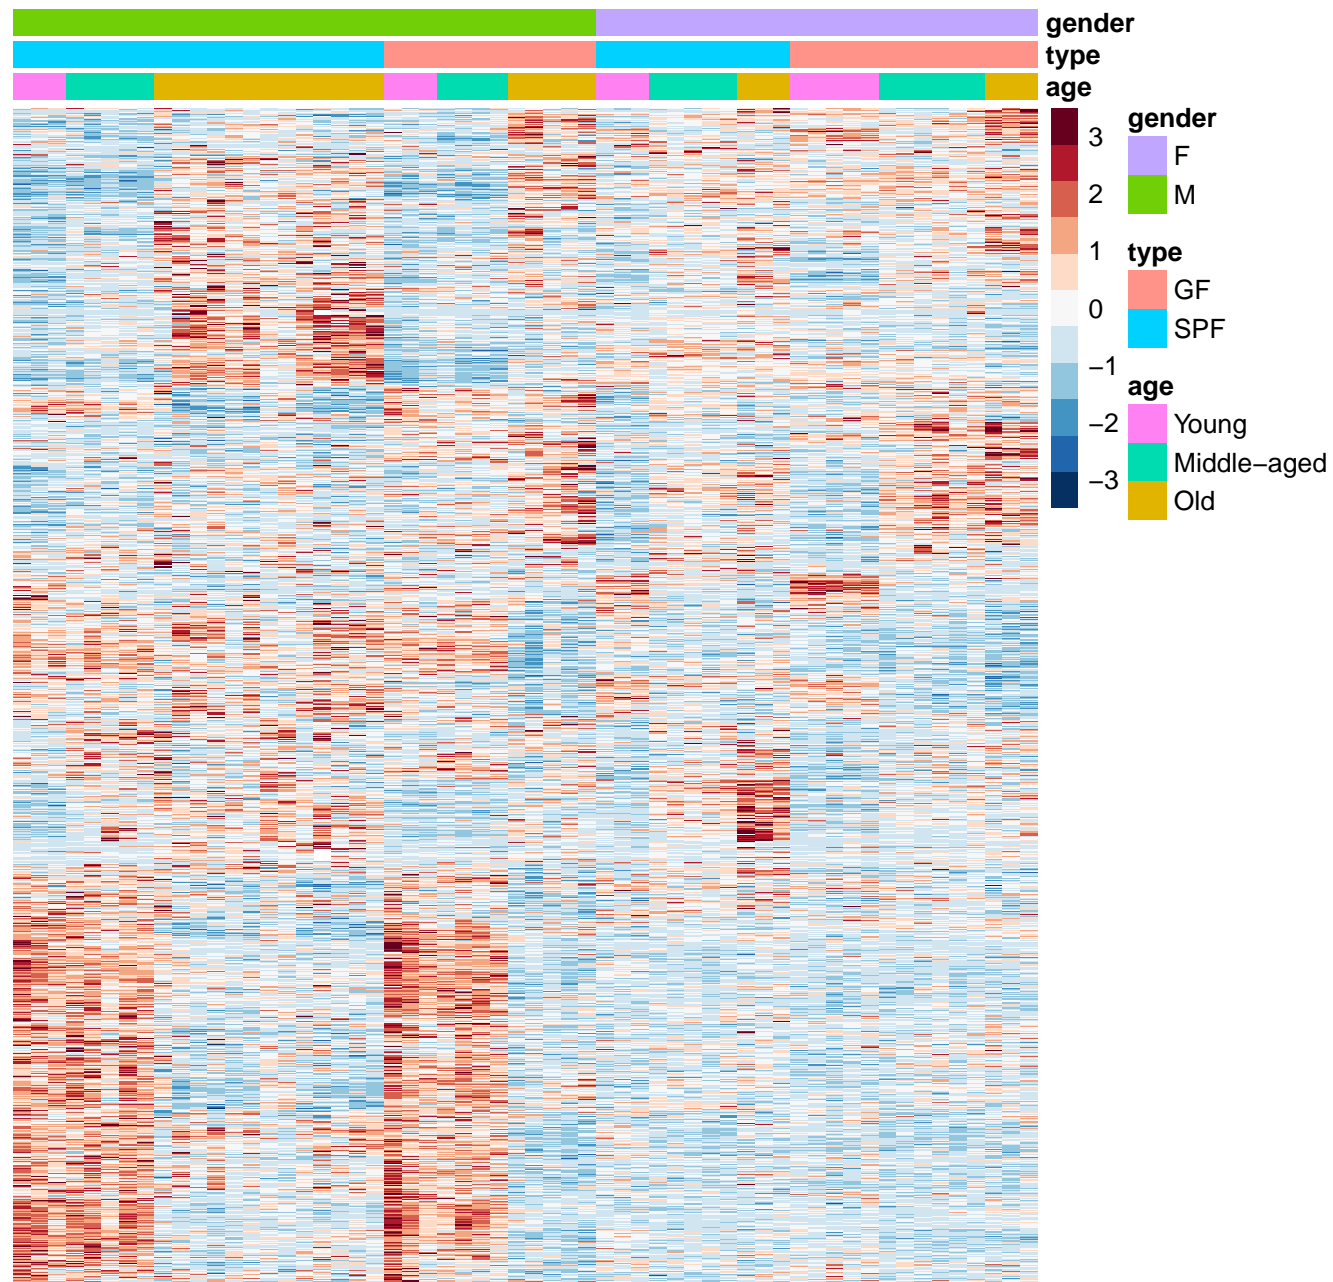 gender
type
age
3
2
1
0
−1
−2
−3
gender
F
M
type
GF
SPF
age
Young
Middle−aged
Old